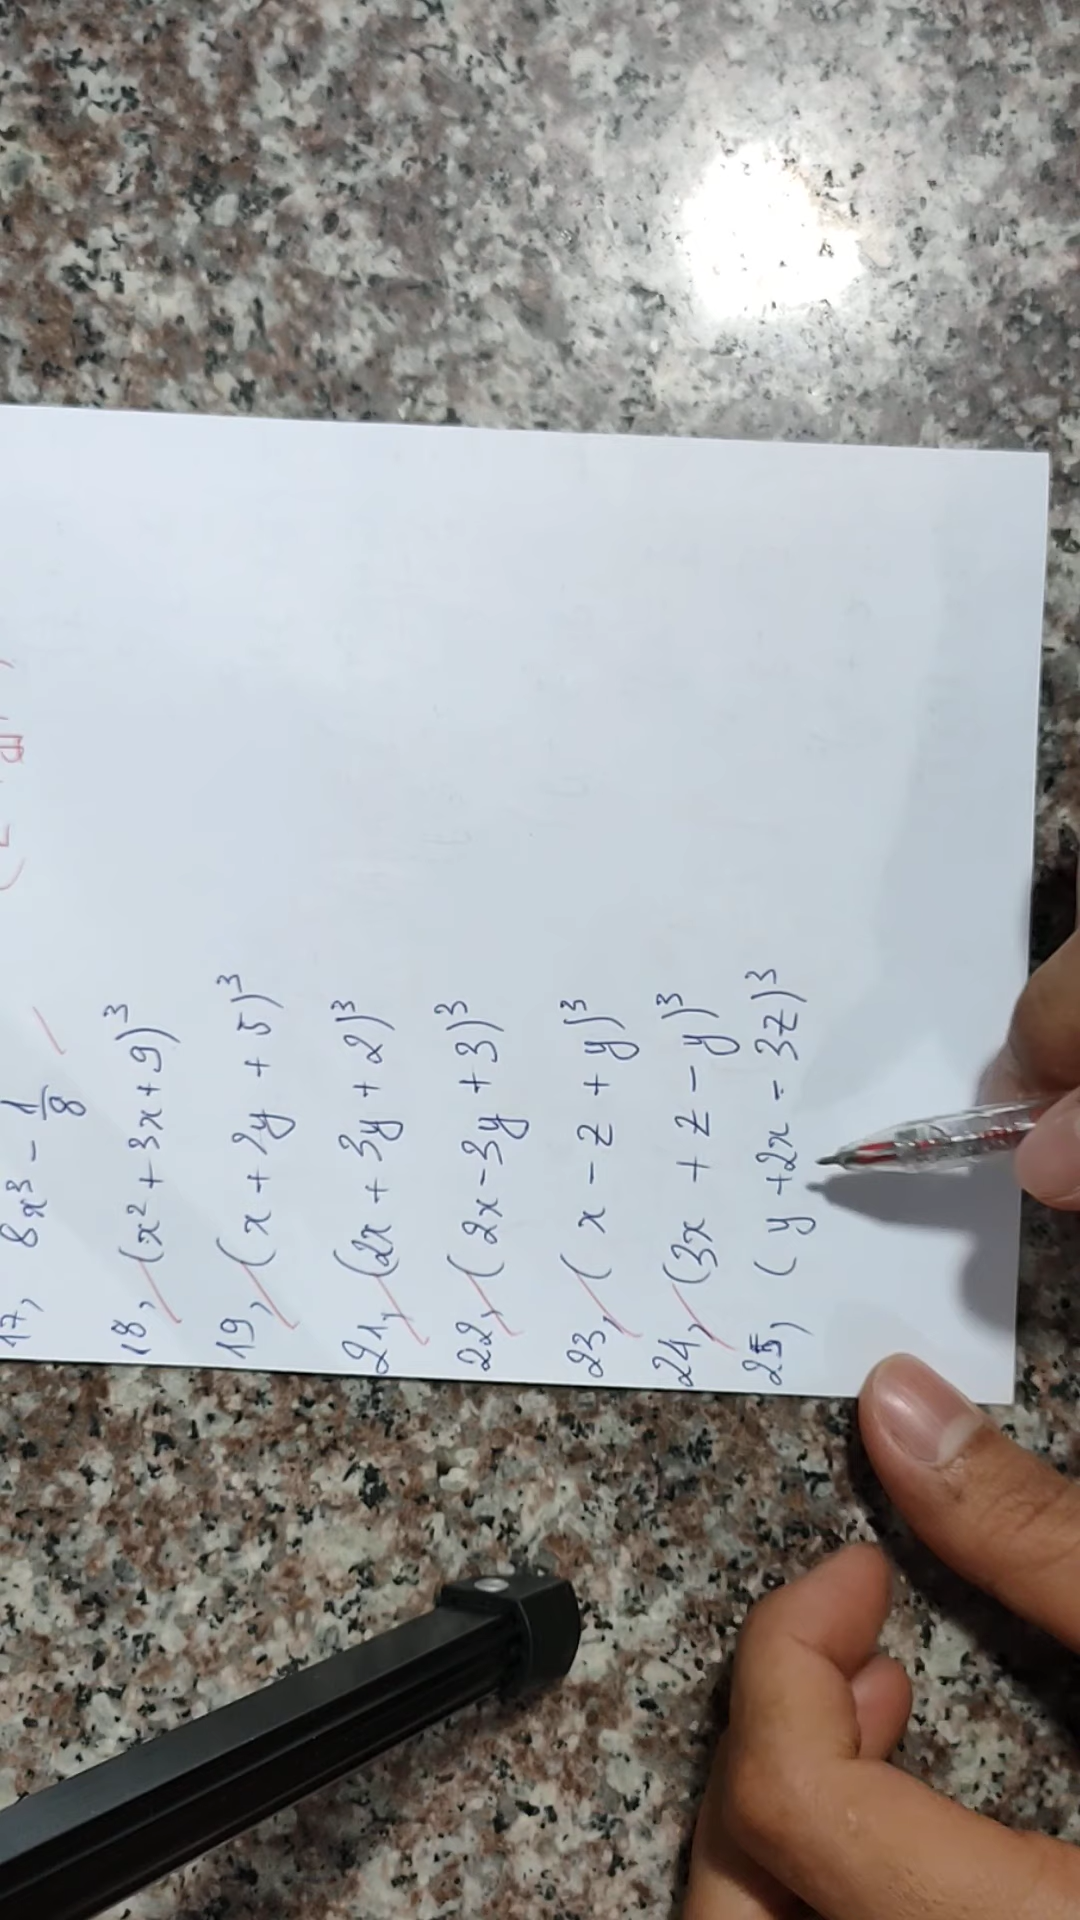 17, 8x³ - 1/8
18, (x² + 3x + 9)³
19, (x + 2y + 5)³
21, (2x + 3y + 2)³
22, (2x - 3y + 3)³
23, (x - z + y)³
24, (3x + z - y)³
25, (y + 2x - 3z)³